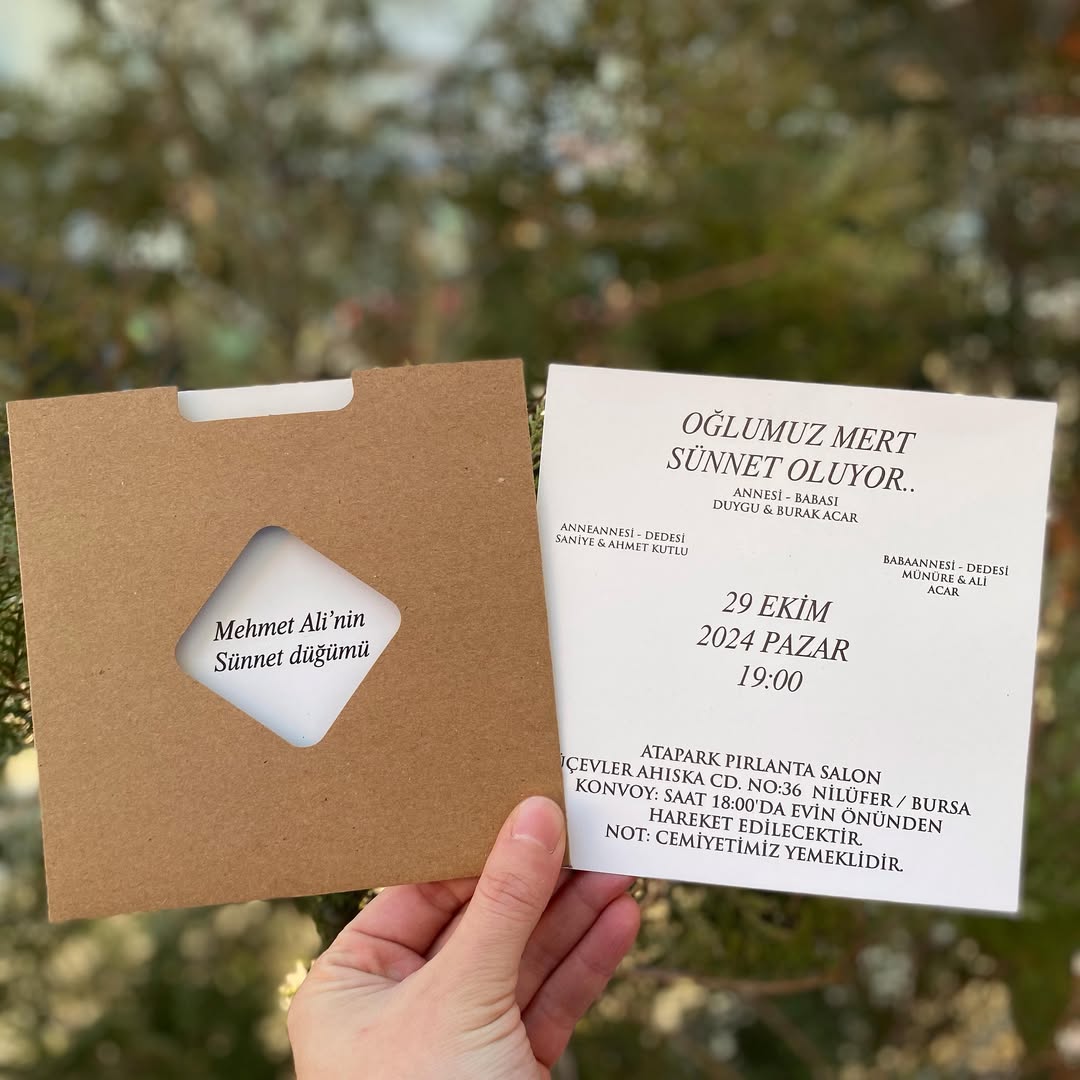 Mehmet Ali’nin
Sünnet düğümü
OĞLUMUZ MERT
SÜNNET OLUYOR..
ANNESİ - BABASI
DUYGU & BURAK ACAR
ANNEANNESİ - DEDESİ
SANİYE & AHMET KUTLU
BABAANNESİ - DEDESİ
MÜNÜRE & ALİ
ACAR
29 EKİM
2024 PAZAR
19:00
ATAPARK PIRLANTA SALON
ÜÇEVLER AHISKA CD. NO:36 NİLÜFER / BURSA
KONVOY: SAAT 18:00'DA EVİN ÖNÜNDEN
HAREKET EDİLECEKTİR.
NOT: CEMİYETİMİZ YEMEKLİDİR.